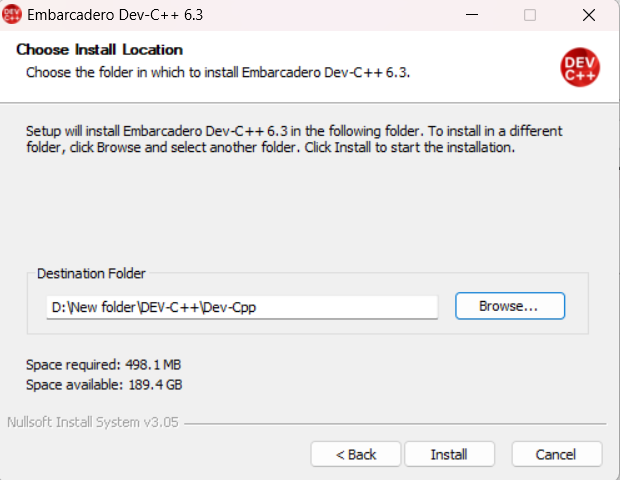 Embarcadero Dev-C++ 6.3
Choose Install Location
Choose the folder in which to install Embarcadero Dev-C++ 6.3.
DEV
C++
Setup will install Embarcadero Dev-C++ 6.3 in the following folder. To install in a different
folder, click Browse and select another folder. Click Install to start the installation.
Destination Folder
D:\New folder\DEV-C++\Dev-Cpp
Browse...
Space required: 498.1 MB
Space available: 189.4 GB
Nullsoft Install System v3.05
< Back
Install
Cancel